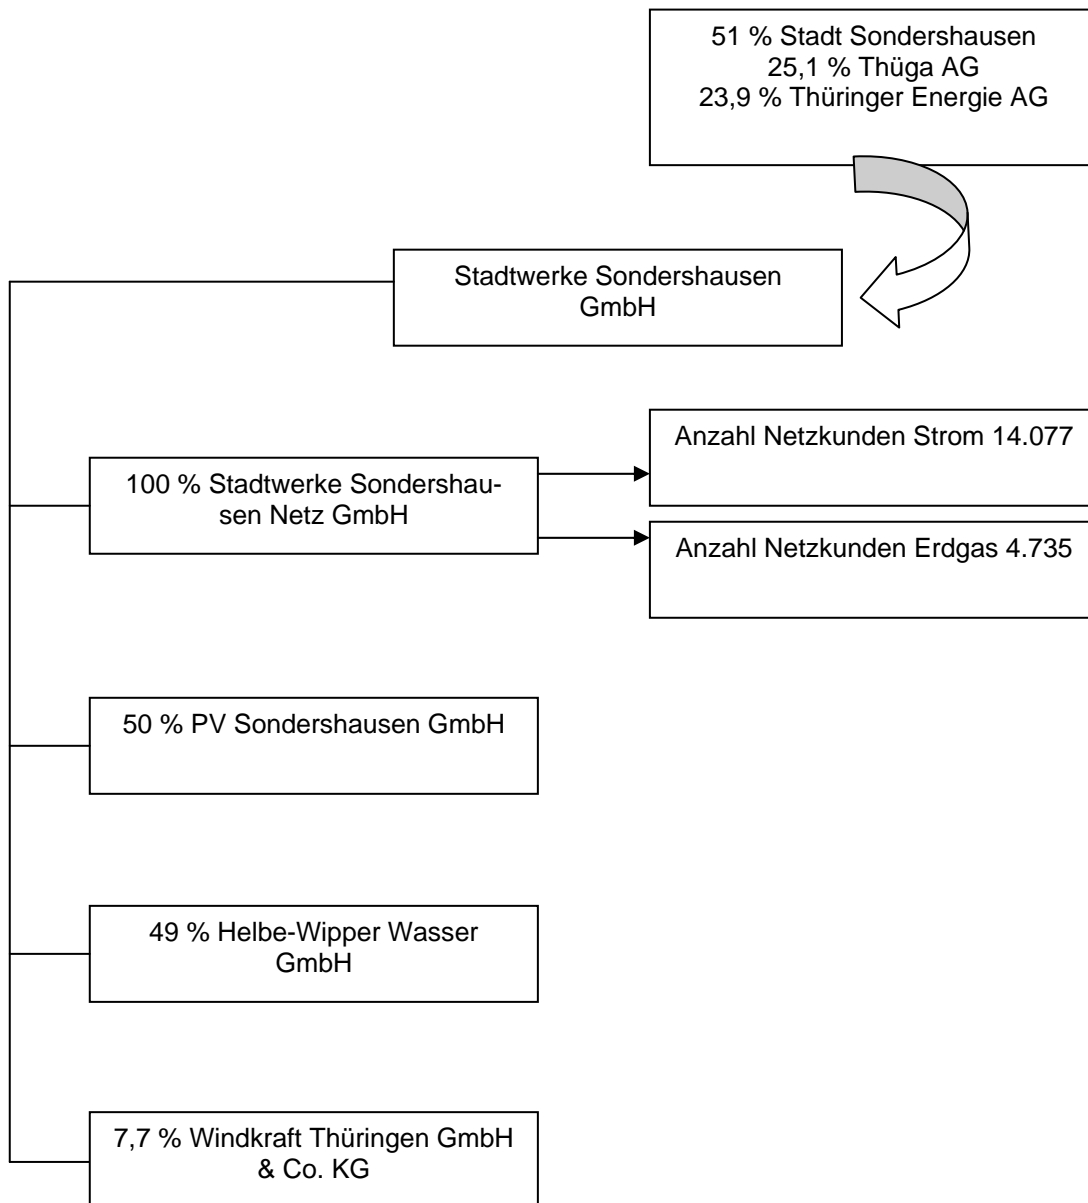 51 % Stadt Sondershausen
25,1 % Thüga AG
23,9 % Thüringer Energie AG
Stadtwerke Sondershausen
GmbH
100 % Stadtwerke Sondershau-
sen Netz GmbH
Anzahl Netzkunden Strom 14.077
Anzahl Netzkunden Erdgas 4.735
50 % PV Sondershausen GmbH
49 % Helbe-Wipper Wasser
GmbH
7,7 % Windkraft Thüringen GmbH
& Co. KG